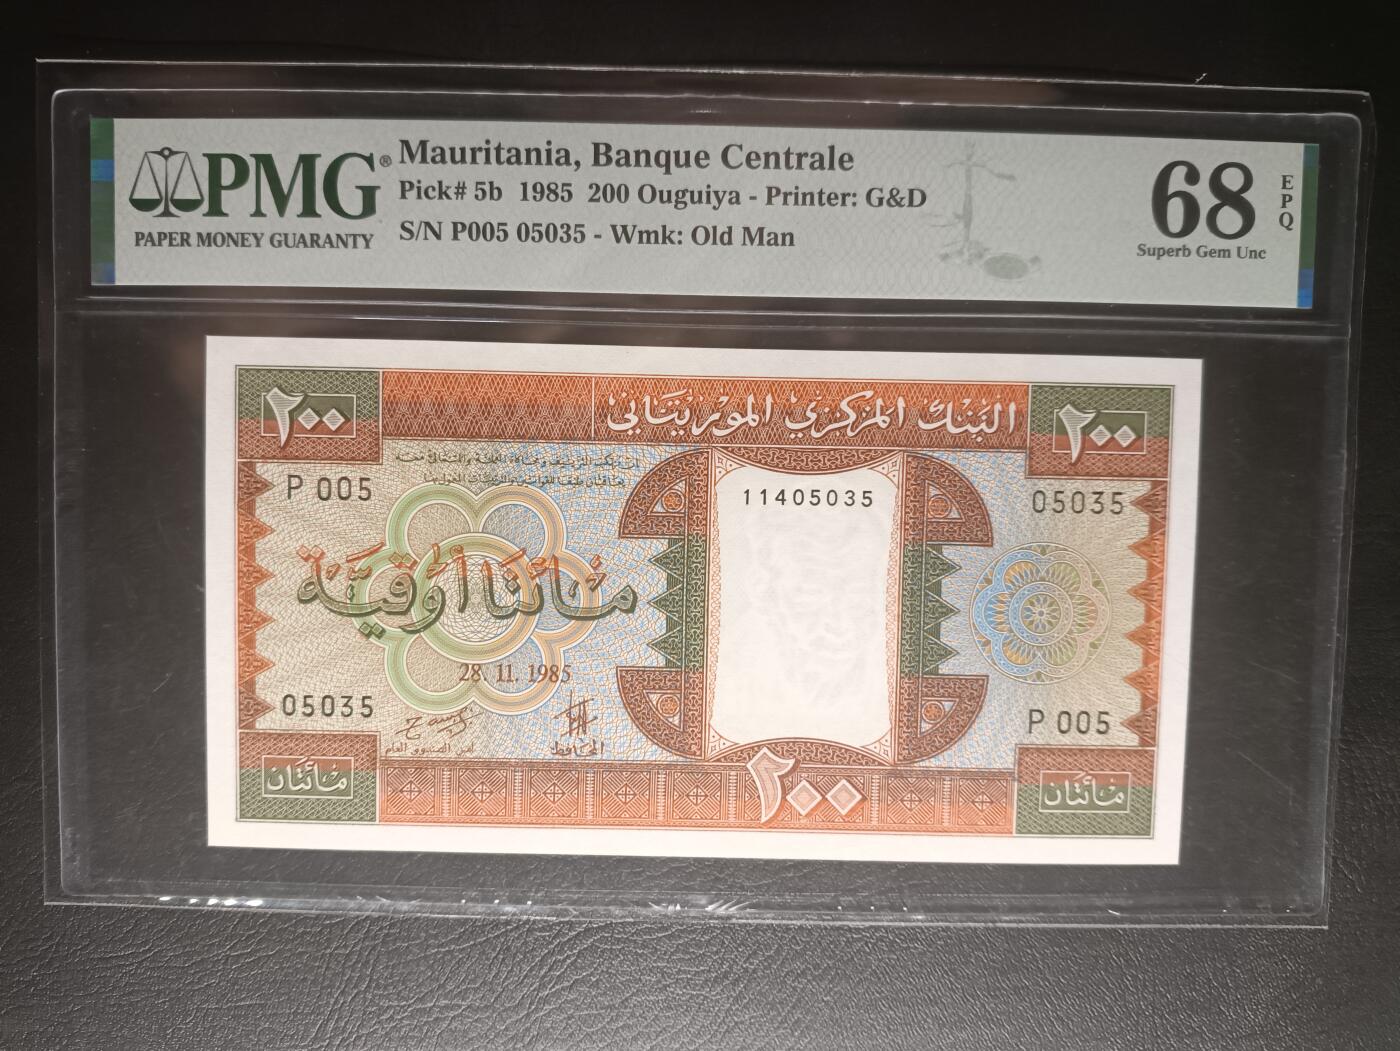 PMG®
PAPER MONEY GUARANTY
Mauritania, Banque Centrale
Pick# 5b 1985 200 Ouguiya - Printer: G&D
S/N P005 05035 - Wmk: Old Man
68
EPQ
Superb Gem Unc
٢٠٠
البنك المركزي الموريتاني
٢٠٠
P 005
11405035
05035
مائتا أوقية
28. 11. 1985
05035
المحافظ
P 005
مائتان
٢٠٠
مائتان